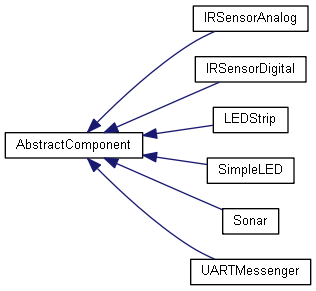 IRSensorAnalog
IRSensorDigital
LEDStrip
AbstractComponent
SimpleLED
Sonar
UARTMessenger